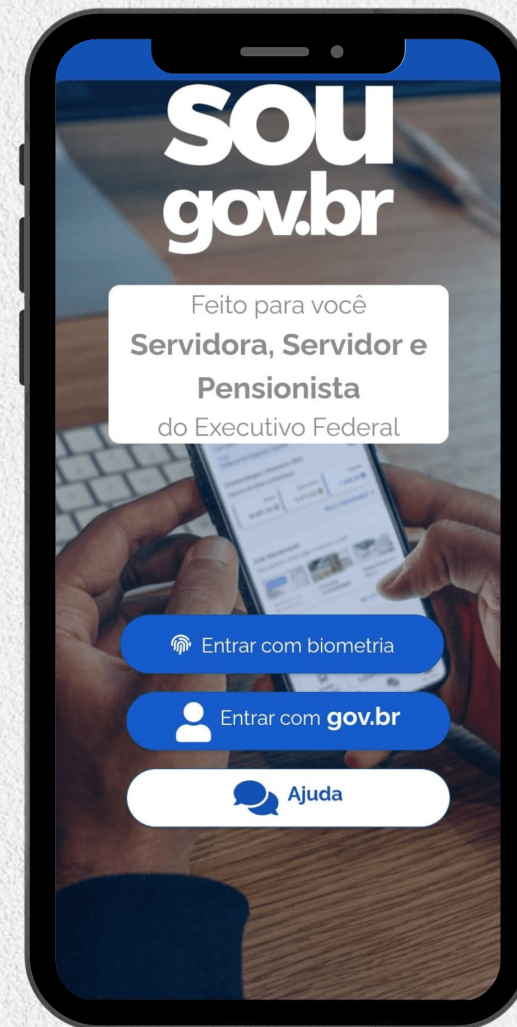 sou
gov.br
Feito para você
Servidora, Servidor e
Pensionista
do Executivo Federal
Entrar com biometria
Entrar com gov.br
Ajuda